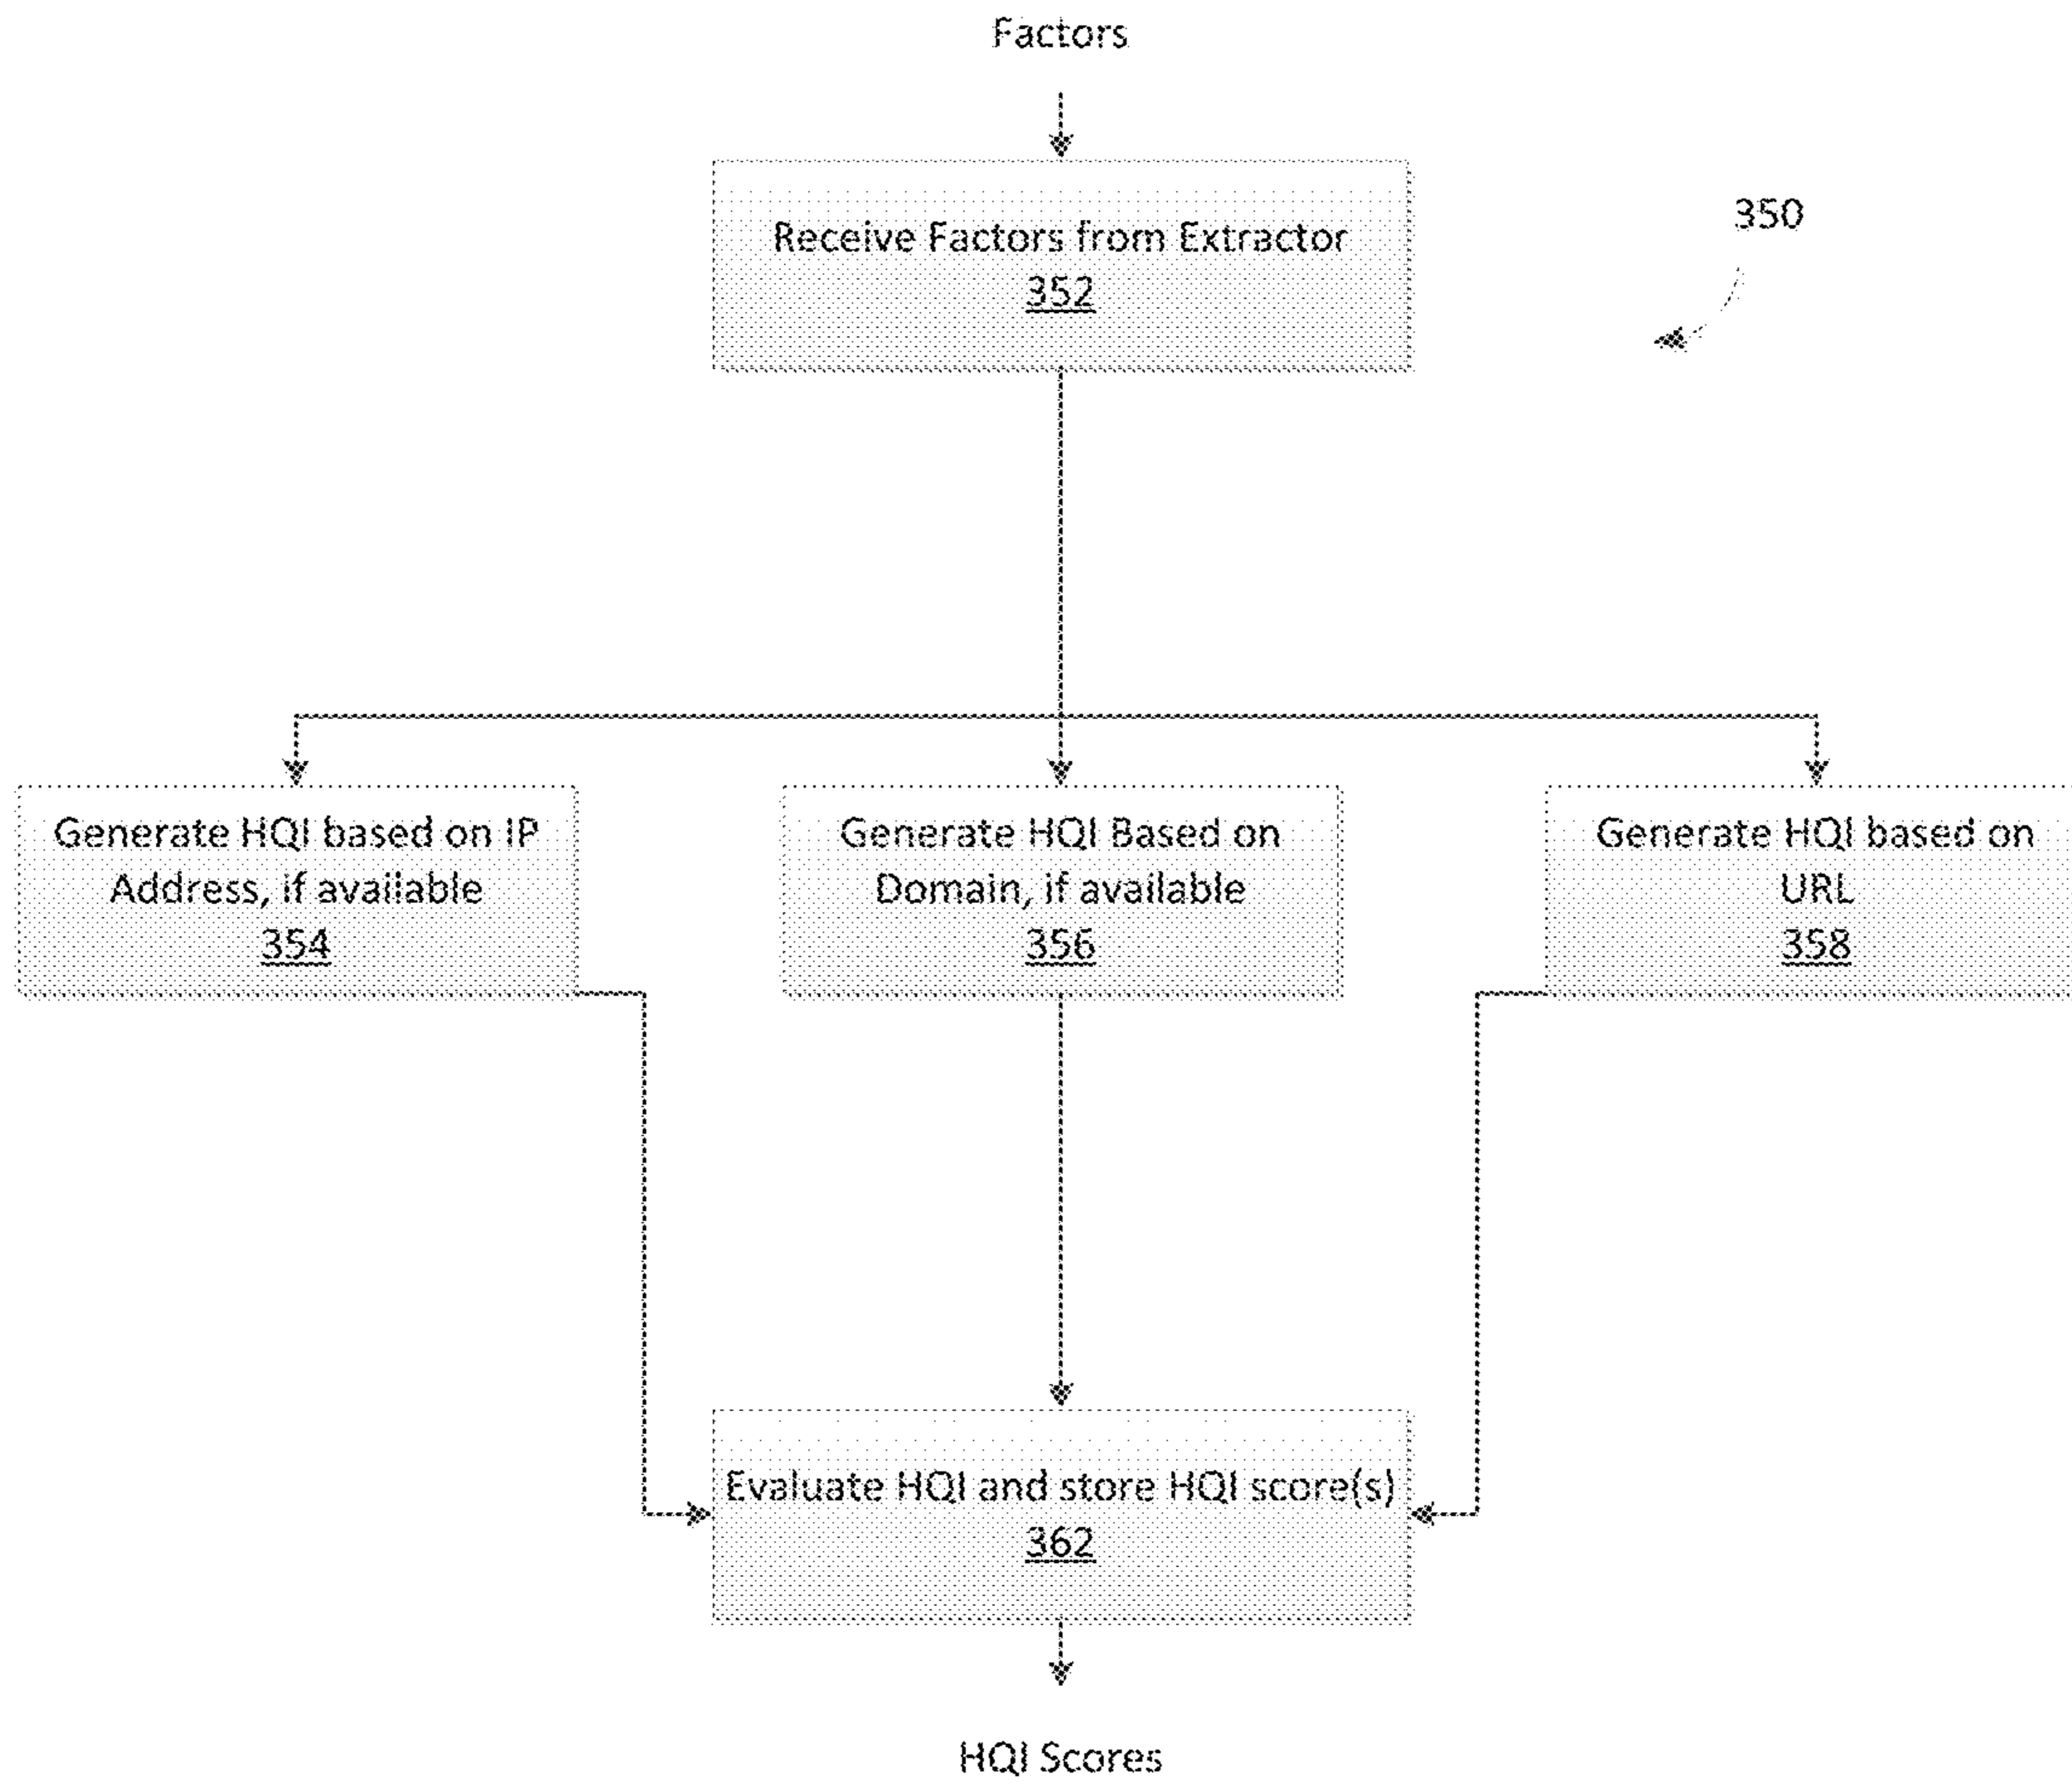 Factors
Receive Factors from Extractor
352
350
Generate HQI based on IP
Address, if available
354
Generate HQI Based on
Domain, if available
356
Generate HQI based on
URL
358
Evaluate HQI and store HQI score(s)
362
HQI Scores